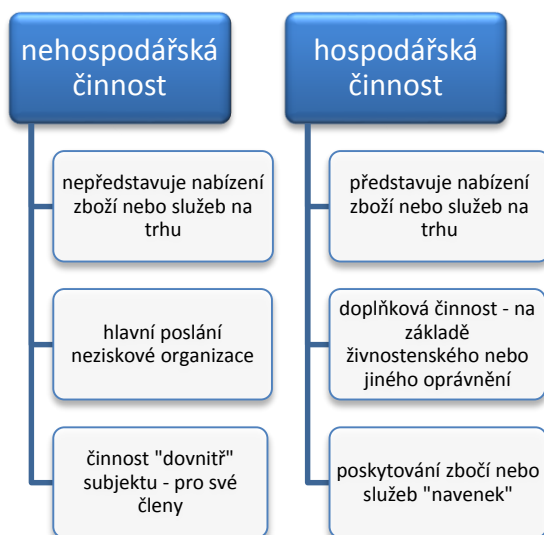 nehospodářská
činnost
nepředstavuje nabízení
zboží nebo služeb na
trhu
hlavní poslání
neziskové organizace
činnost "dovnitř"
subjektu - pro své
členy
hospodářská
činnost
představuje nabízení
zboží nebo služeb na
trhu
doplňková činnost - na
základě
živnostenského nebo
jiného oprávnění
poskytování zbočí nebo
služeb "navenek"